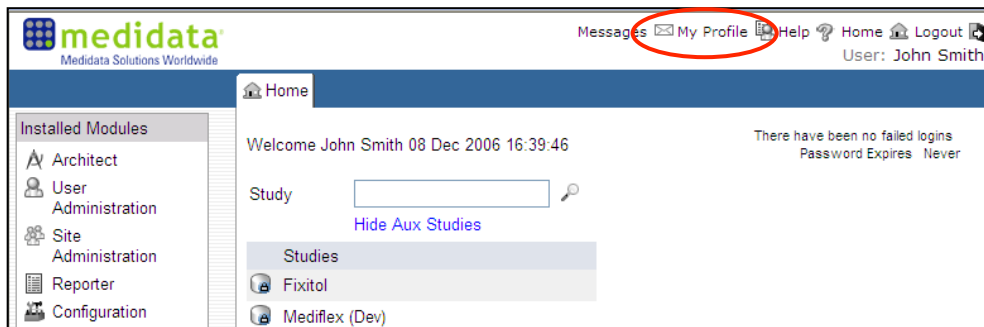 medidata
Medidata Solutions Worldwide
Messages My Profile Help Home Logout
User: John Smith
Home
Installed Modules
Architect
User
Administration
Site
Administration
Reporter
Configuration
Welcome John Smith 08 Dec 2006 16:39:46
There have been no failed logins
Password Expires Never
Study
Hide Aux Studies
Studies
Fixitol
Mediflex (Dev)